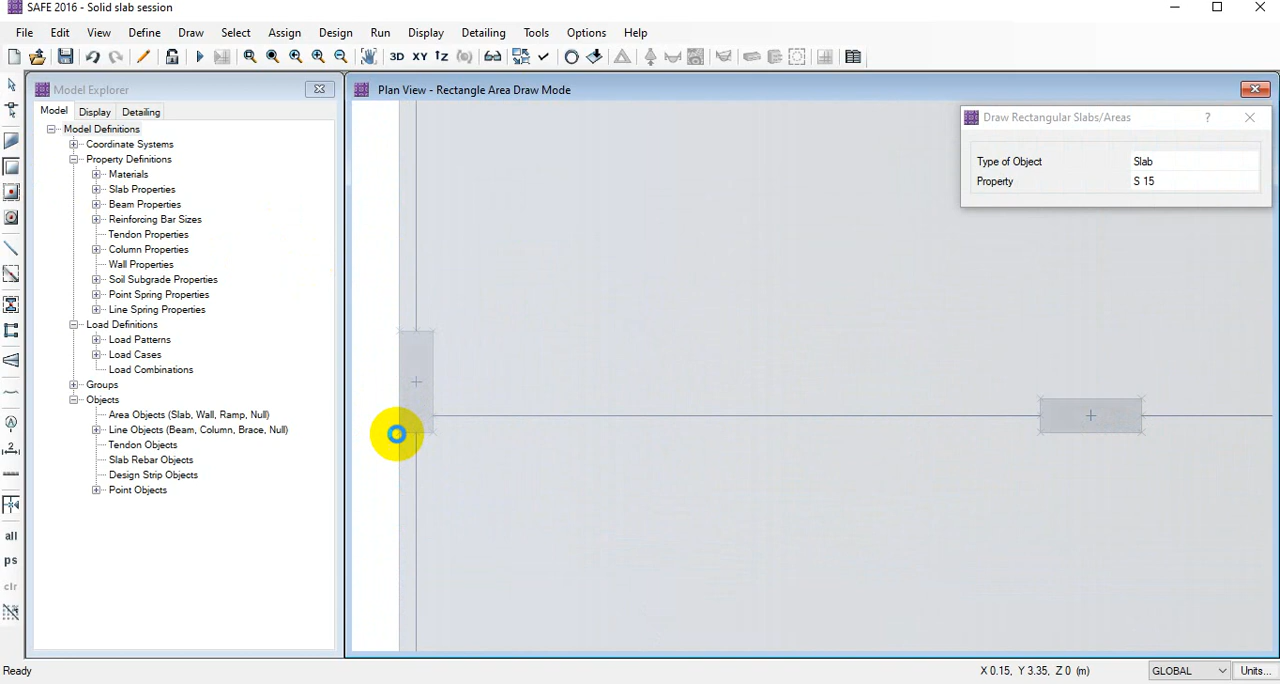 SAFE 2016 - Solid slab session
File Edit View Define Draw Select Assign Design Run Display Detailing Tools Options Help
3D XY
Model Explorer
Model Display Detailing
Model Definitions
Coordinate Systems
Property Definitions
Materials
Slab Properties
Beam Properties
Reinforcing Bar Sizes
Tendon Properties
Column Properties
Wall Properties
Soil Subgrade Properties
Point Spring Properties
Line Spring Properties
Load Definitions
Load Patterns
Load Cases
Load Combinations
Groups
Objects
Area Objects (Slab, Wall, Ramp, Null)
Line Objects (Beam, Column, Brace, Null)
Tendon Objects
Slab Rebar Objects
Design Strip Objects
Point Objects
all
ps
clr
Plan View - Rectangle Area Draw Mode
Draw Rectangular Slabs/Areas ?
Type of Object Slab
Property S 15
Ready
X 0.15, Y 3.35, Z 0 (m)
GLOBAL
Units...